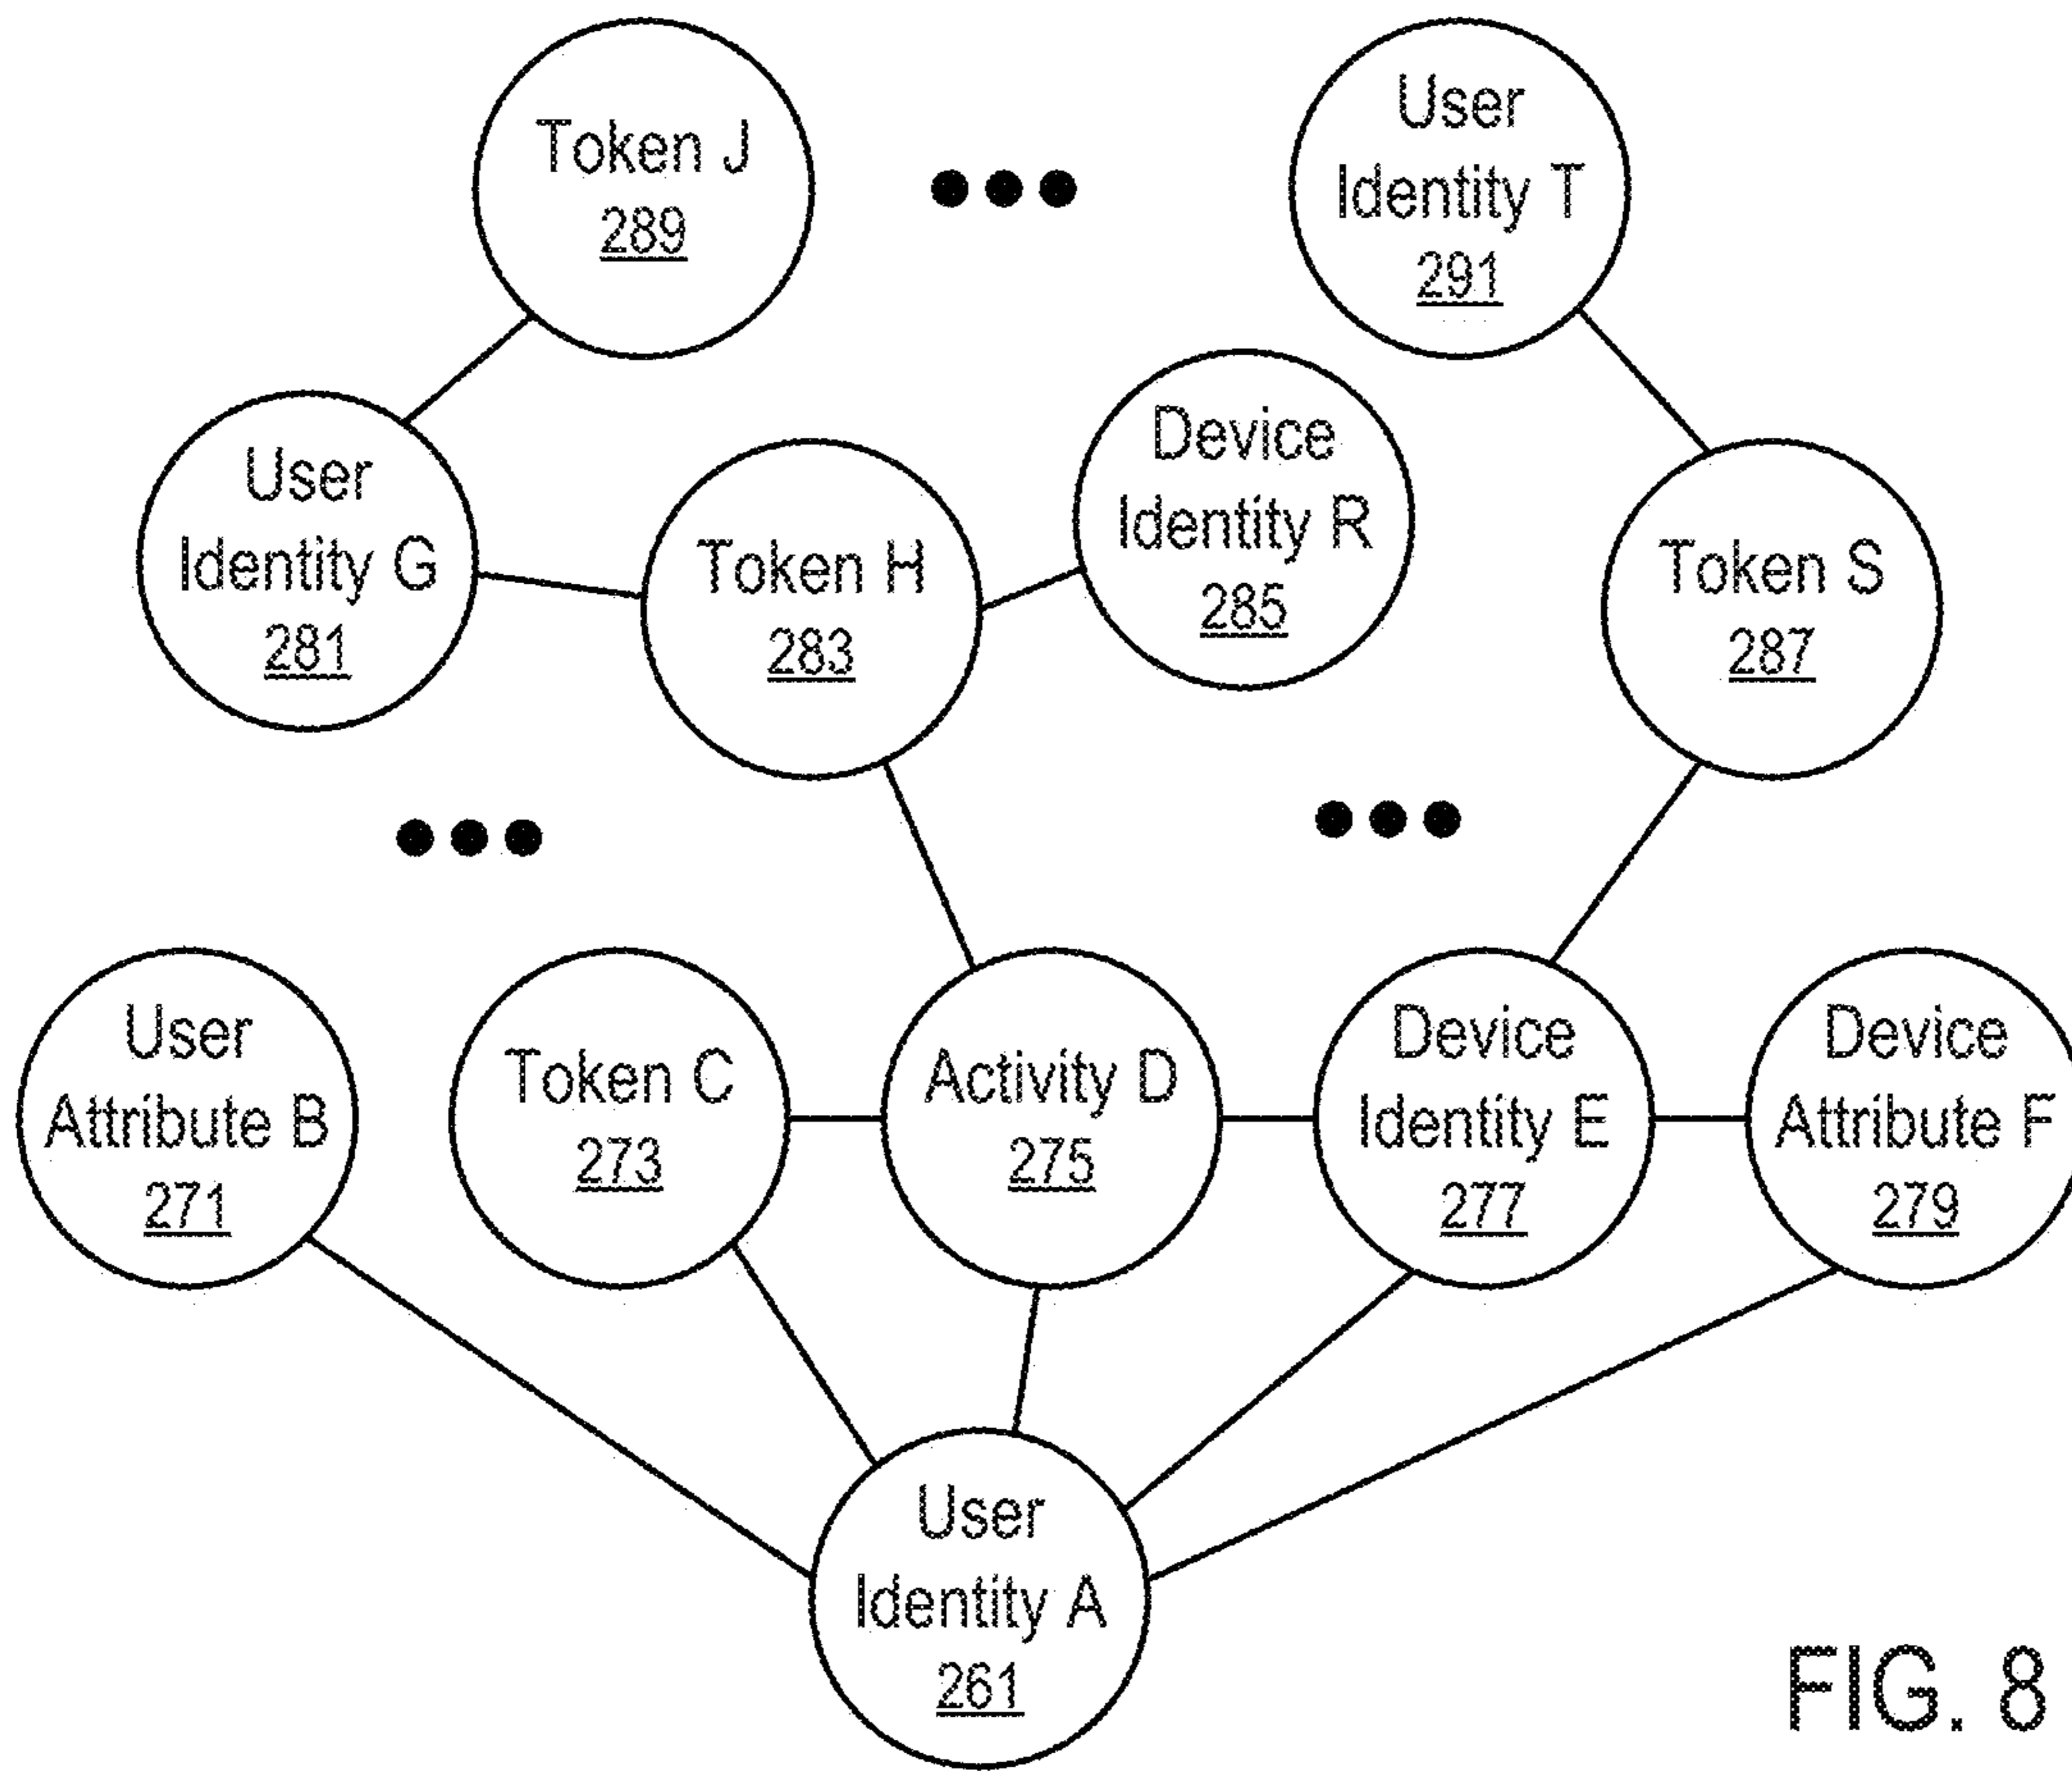 Token J
289
User
Identity T
291
User
Identity G
281
Token H
283
Device
Identity R
285
Token S
287
User
Attribute B
271
Token C
273
Activity D
275
Device
Identity E
277
Device
Attribute F
279
User
Identity A
261
FIG. 8